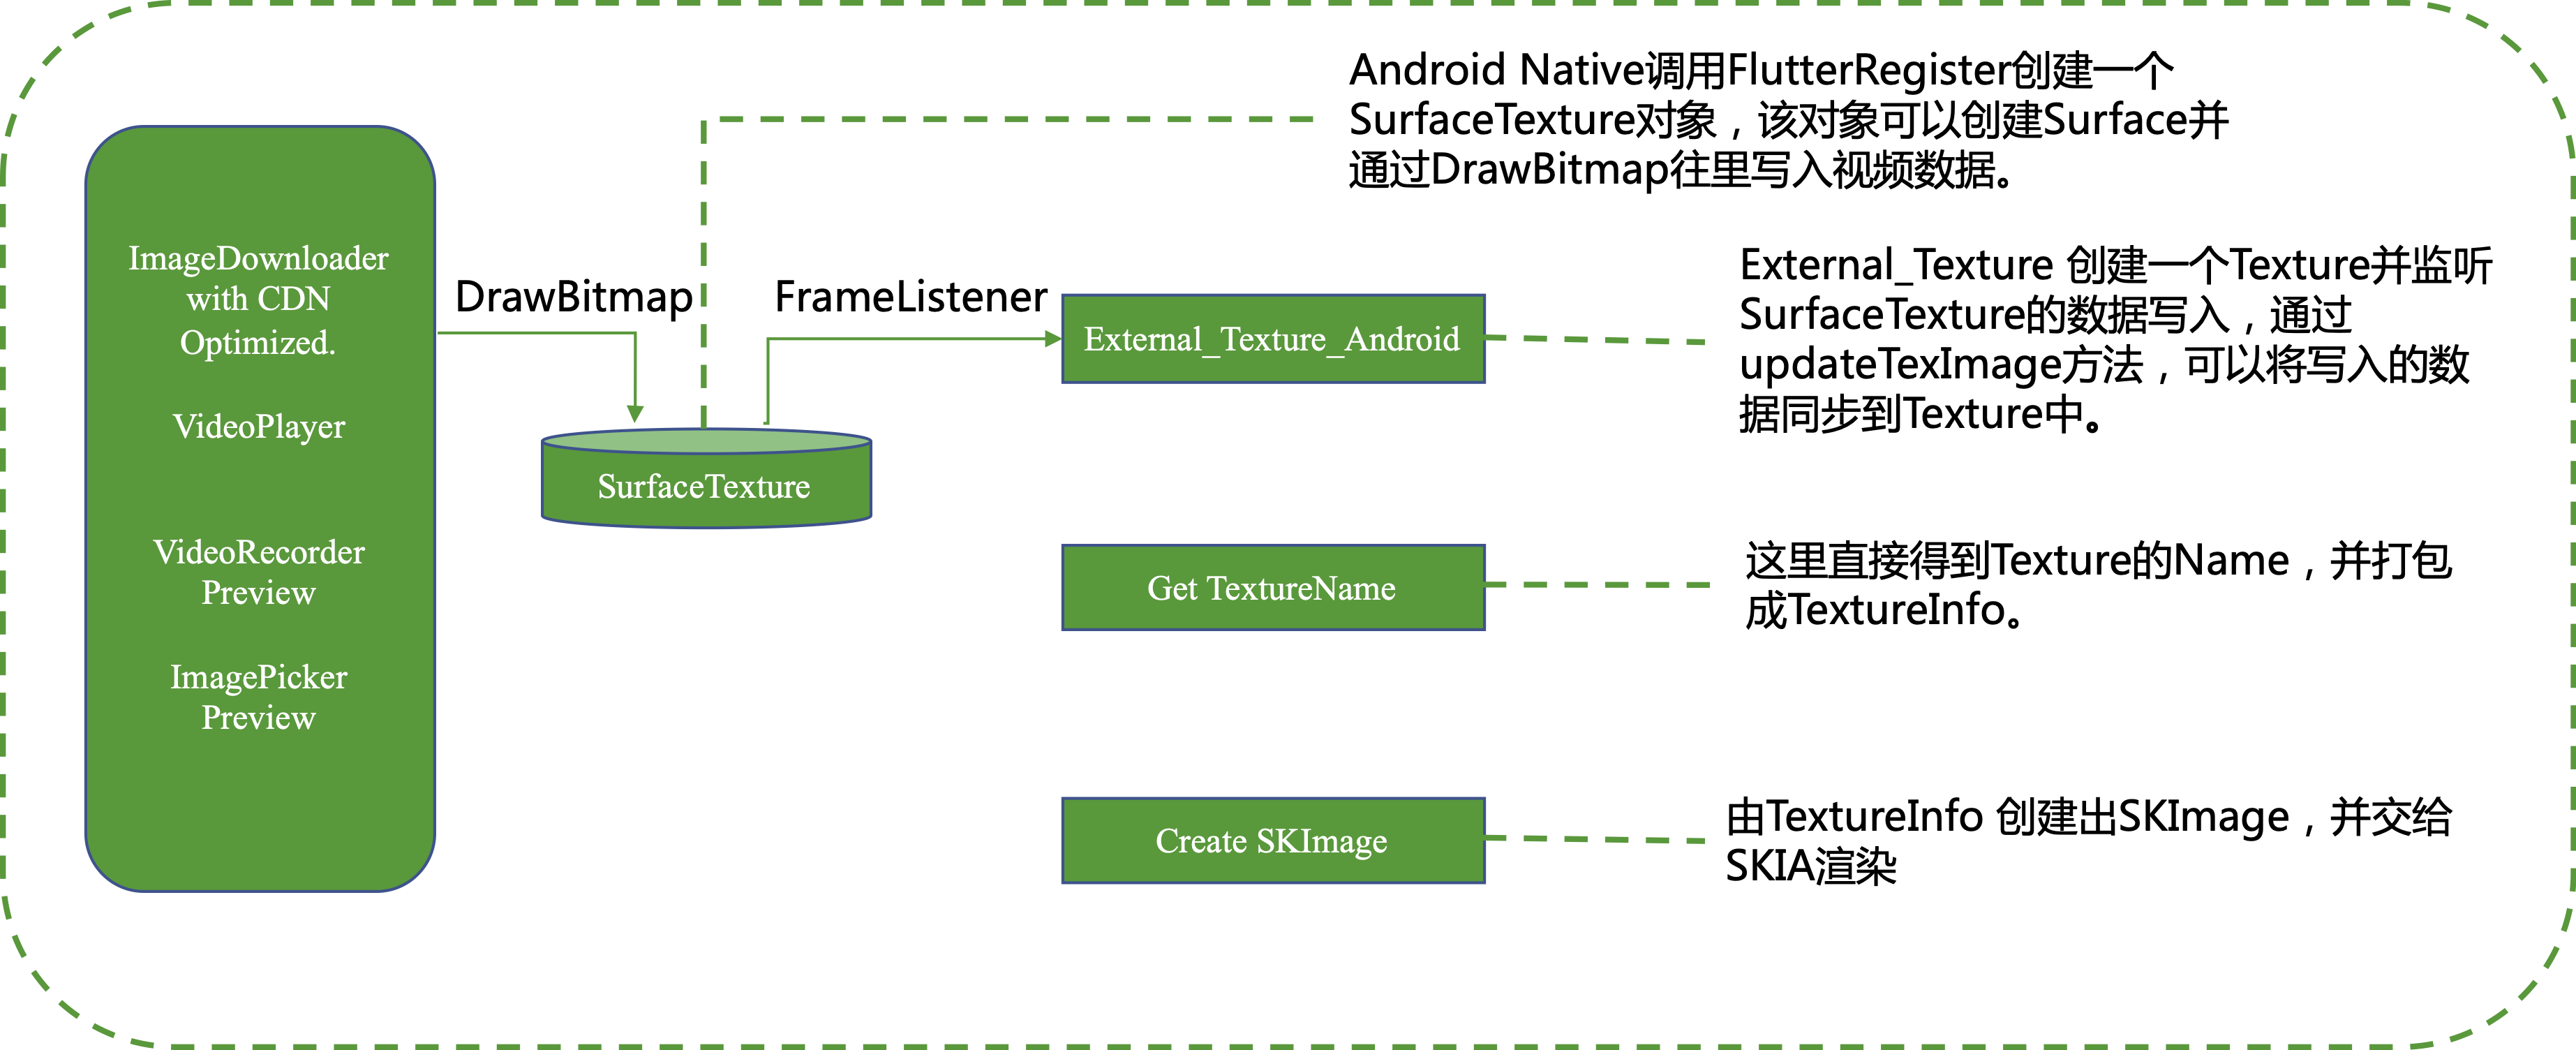 Android Native调用FlutterRegister创建一个
SurfaceTexture对象，该对象可以创建Surface并
通过DrawBitmap往里写入视频数据。
ImageDownloader
with CDN
Optimized.
VideoPlayer
VideoRecorder
Preview
ImagePicker
Preview
DrawBitmap
FrameListener
SurfaceTexture
External_Texture_Android
External_Texture 创建一个Texture并监听
SurfaceTexture的数据写入，通过
updateTexImage方法，可以将写入的数
据同步到Texture中。
Get TextureName
这里直接得到Texture的Name，并打包
成TextureInfo。
Create SKImage
由TextureInfo 创建出SKImage，并交给
SKIA渲染